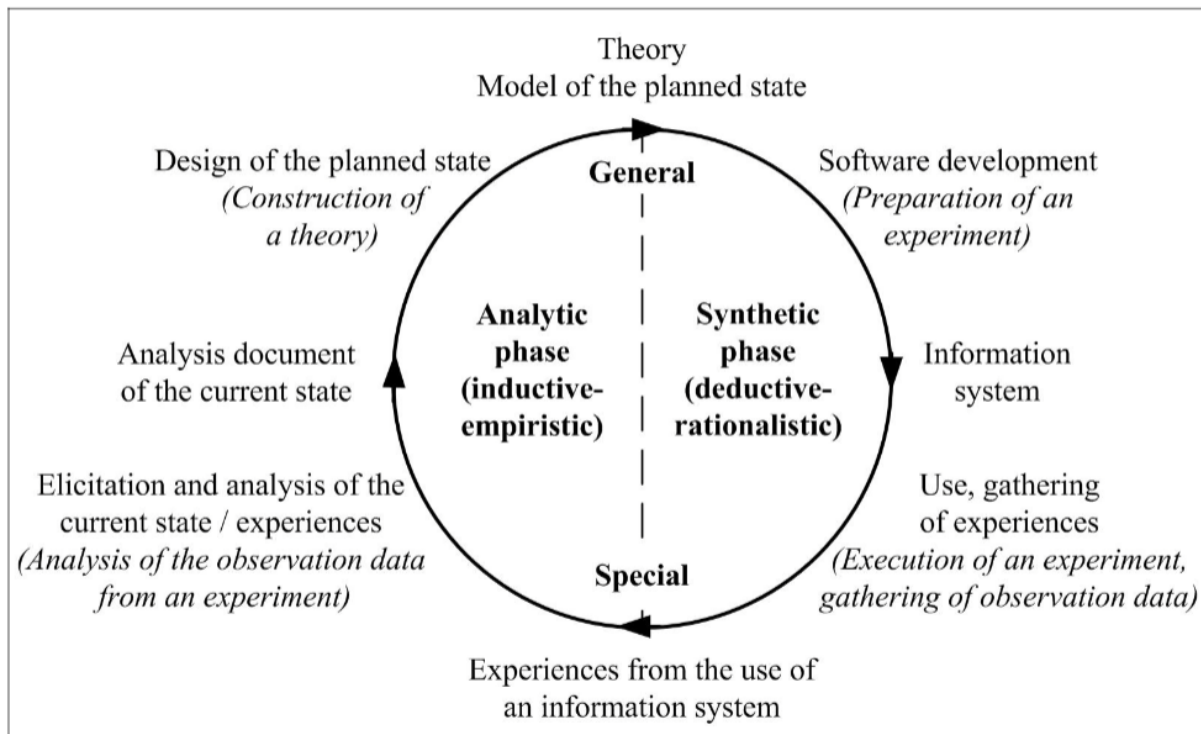 Theory
Model of the planned state
Design of the planned state
(Construction of
a theory)
General
Software development
(Preparation of an
experiment)
Analytic
phase
(inductive-
empiristic)
Synthetic
phase
(deductive-
rationalistic)
Analysis document
of the current state
Information
system
Elicitation and analysis of the
current state / experiences
(Analysis of the observation data
from an experiment)
Special
Use, gathering
of experiences
(Execution of an experiment,
gathering of observation data)
Experiences from the use of
an information system